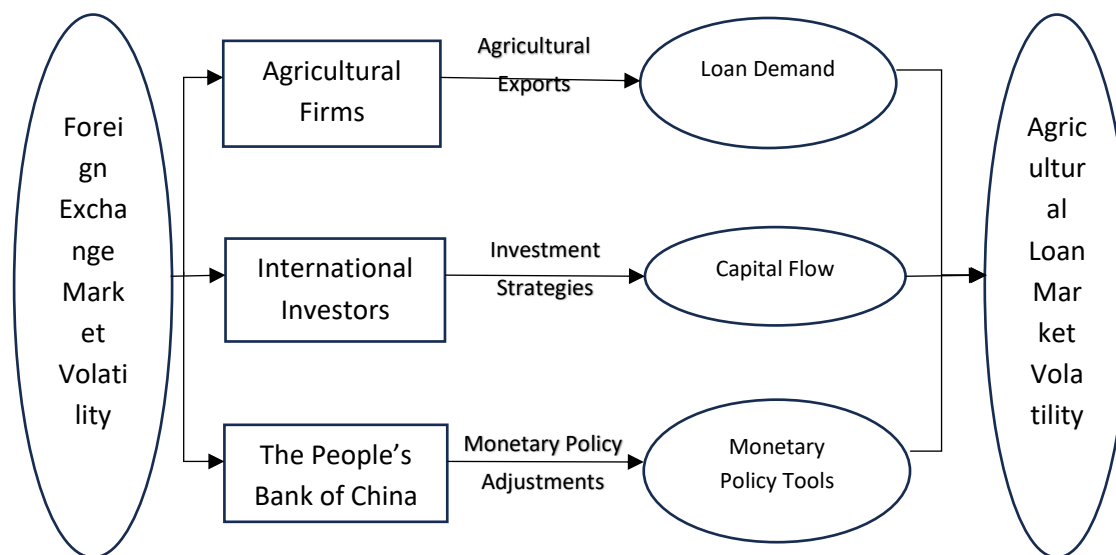 Forei
gn
Excha
nge
Mark
et
Volati
lity
Agricultural
Firms
Agricultural
Exports
Loan Demand
International
Investors
Investment
Strategies
Capital Flow
The People’s
Bank of China
Monetary Policy
Adjustments
Monetary
Policy Tools
Agric
ultur
al
Loan
Mar
ket
Vola
tility